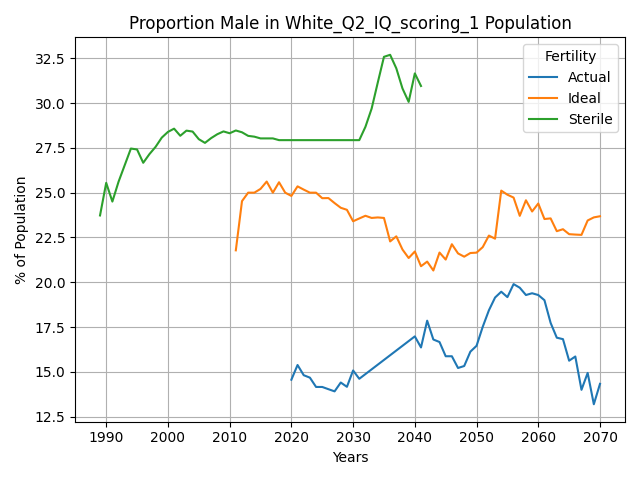 Proportion Male in White_Q2_IQ_scoring_1 Population
% of Population
32.5
30.0
27.5
25.0
22.5
20.0
17.5
15.0
12.5
Fertility
Actual
Ideal
Sterile
1990 2000 2010 2020 2030 2040 2050 2060 2070
Years